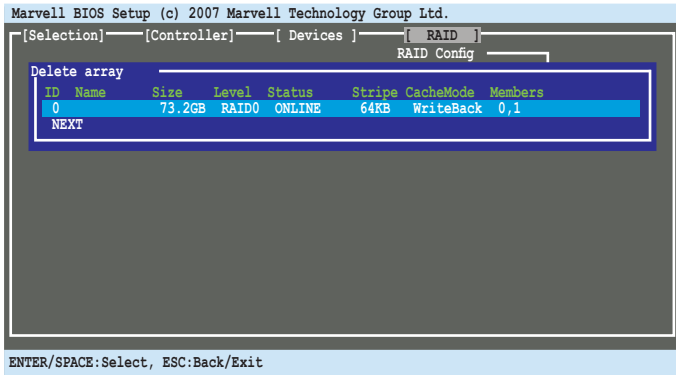 Marvell BIOS Setup (c) 2007 Marvell Technology Group Ltd.
[Selection] [Controller] [ Devices ] [ RAID ]
RAID Config
Delete array
ID Name Size Level Status Stripe CacheMode Members
0 73.2GB RAID0 ONLINE 64KB WriteBack 0,1
NEXT
ENTER/SPACE:Select, ESC:Back/Exit